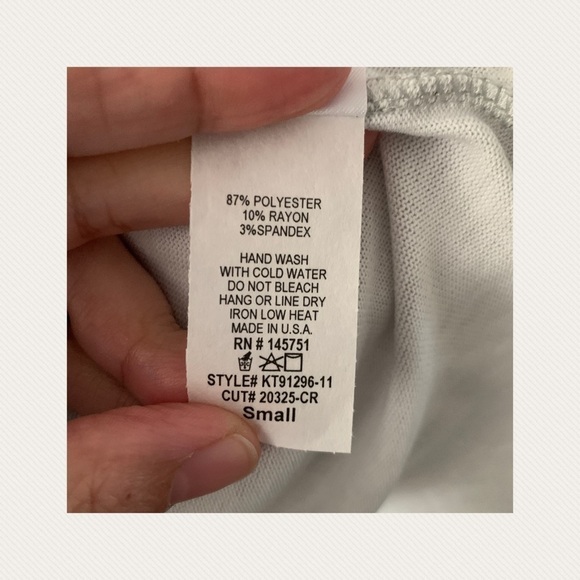 87% POLYESTER
10% RAYON
3%SPANDEX
HAND WASH
WITH COLD WATER
DO NOT BLEACH
HANG OR LINE DRY
IRON LOW HEAT
MADE IN U.S.A.
RN # 145751
STYLE# KT91296-11
CUT# 20325-CR
Small